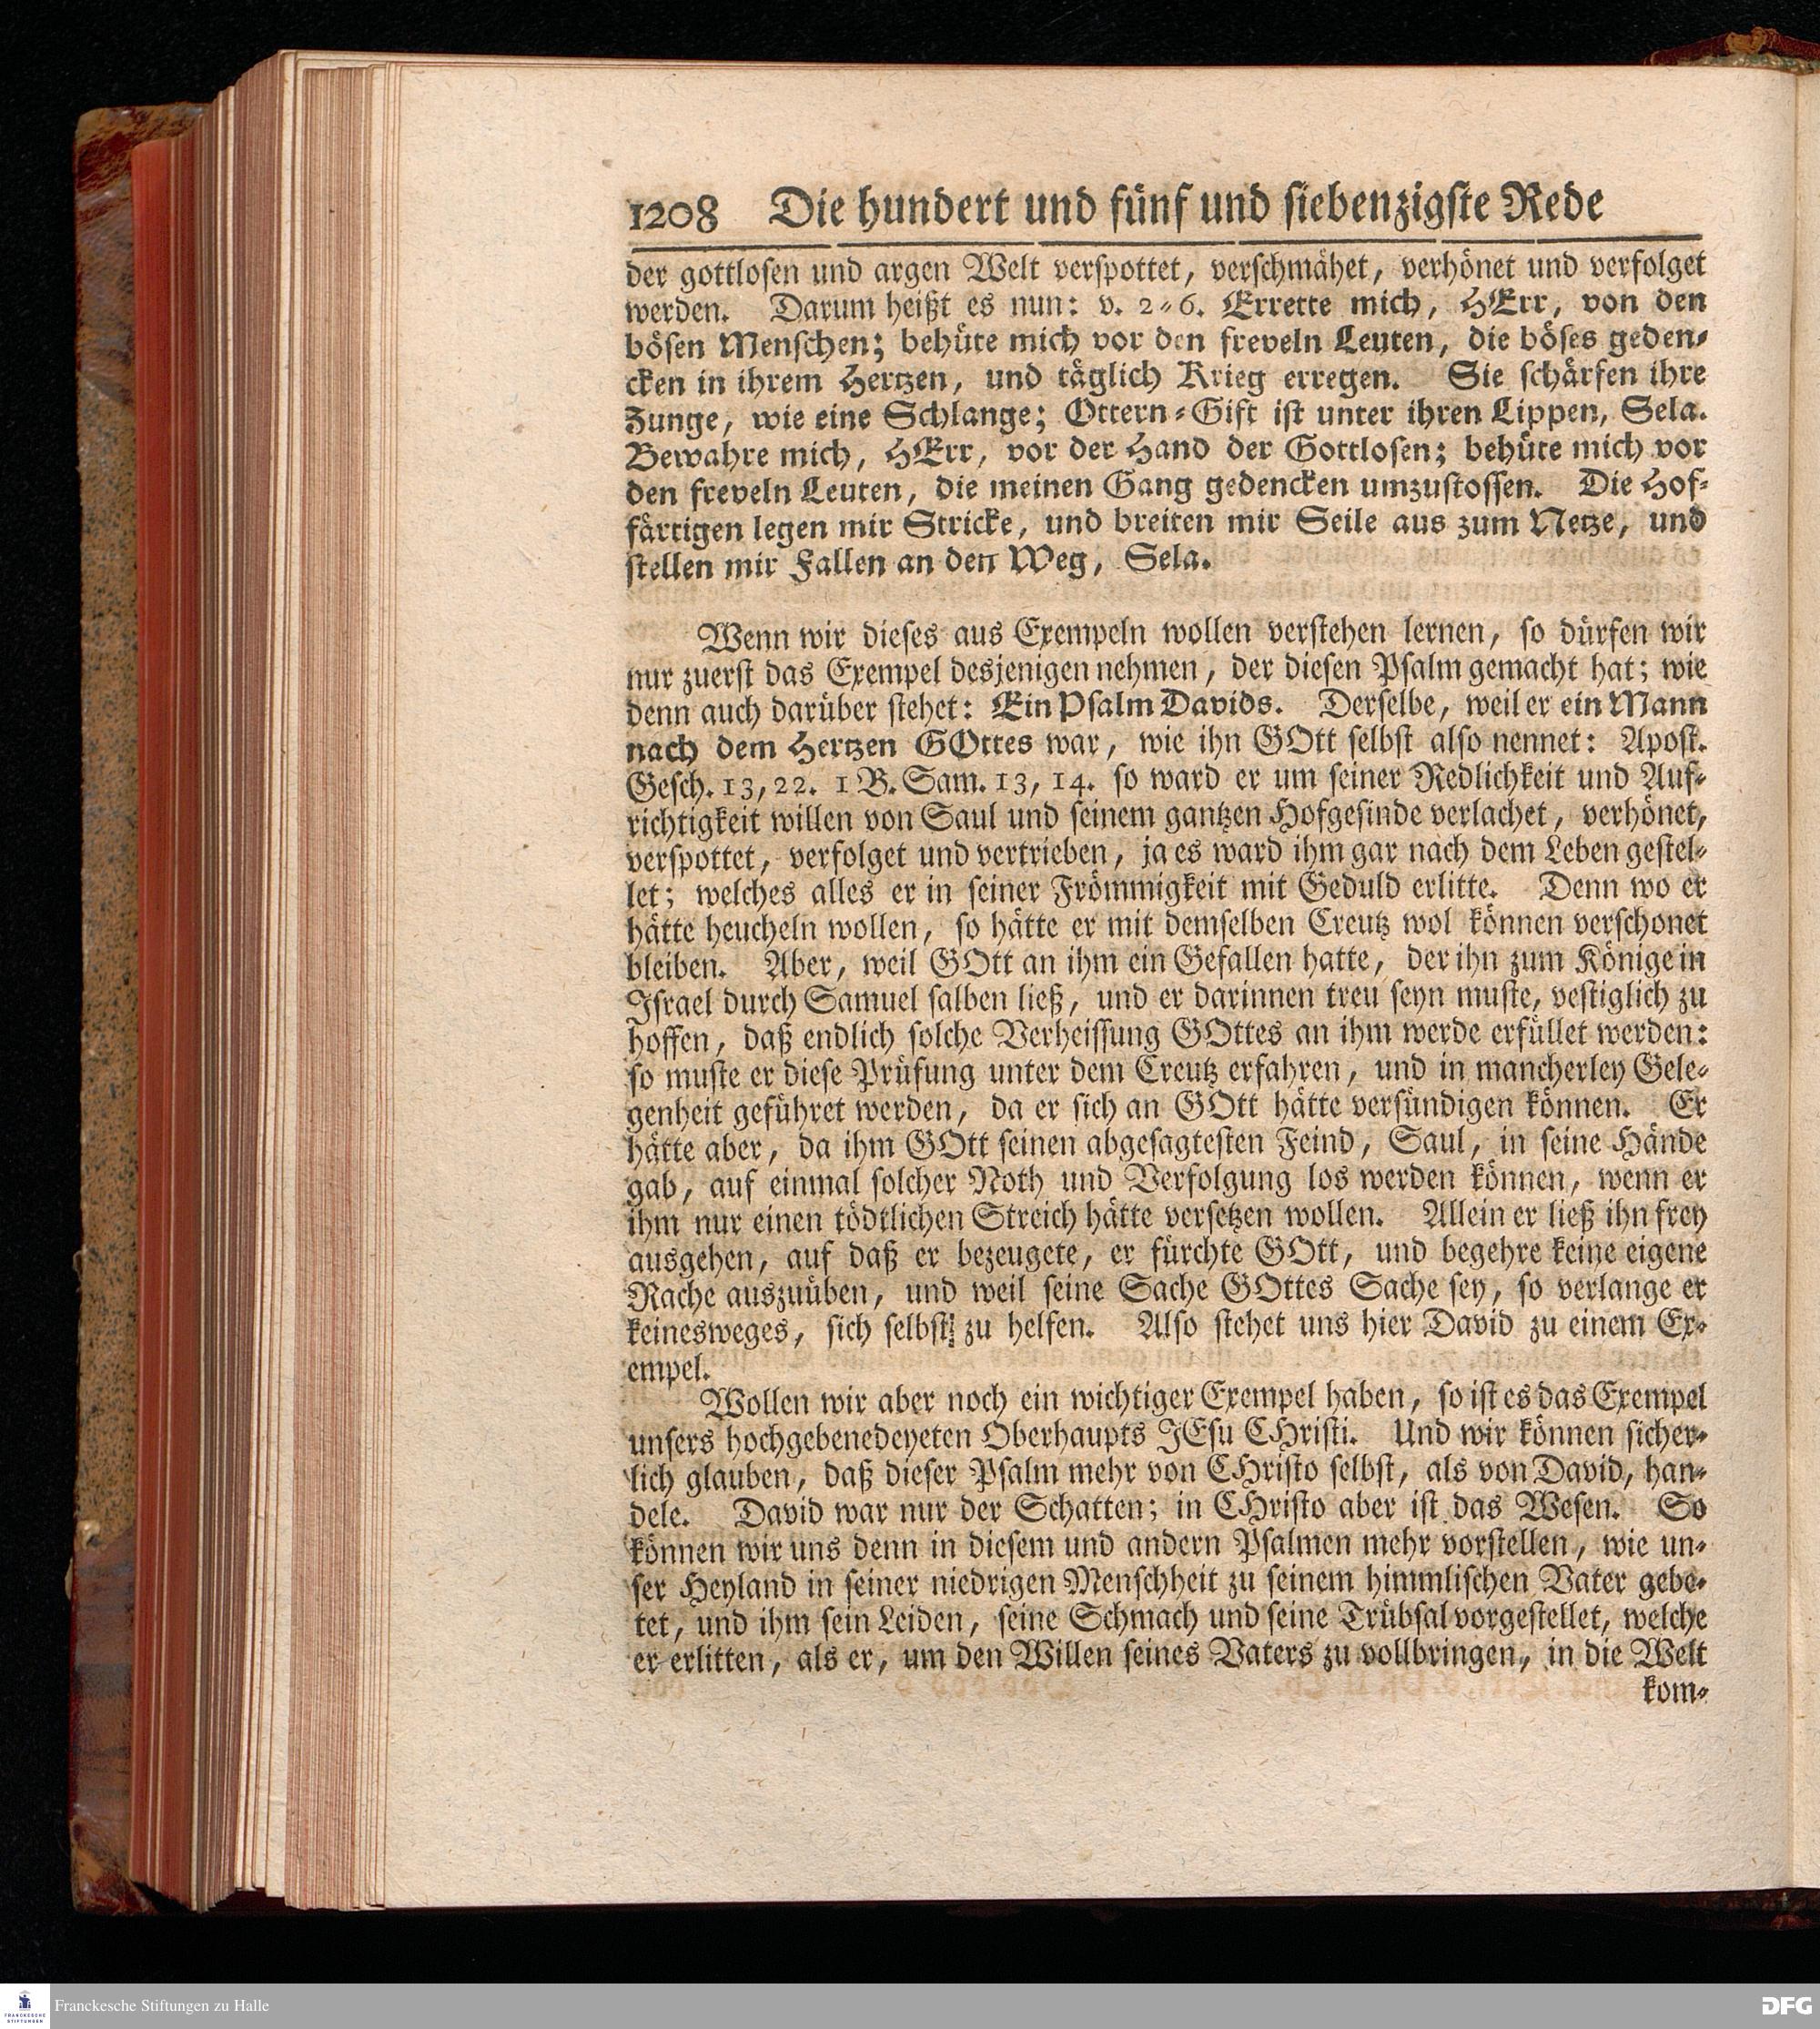 1208 Die hundert und fünf und siebenzigste Rede
der gottlosen und argen Welt verspottet, verschmähet, verhönet und verfolget
werden. Darum heißt es nun: v. 2-6. Errette mich, HErr, von den
bösen Menschen; behüte mich vor den freveln Leuten, die böses geden-
cken in ihrem Hertzen, und täglich Krieg erregen. Sie schärfen ihre
Zunge, wie eine Schlange; Ottern-Gift ist unter ihren Lippen, Sela.
Bewahre mich, HErr, vor der Hand der Gottlosen; behüte mich vor
den freveln Leuten, die meinen Gang gedencken umzustossen. Die Hof-
färtigen legen mir Stricke, und breiten mir Seile aus zum Netze, und
stellen mir Fallen an den Weg, Sela.
Wenn wir dieses aus Exempeln wollen verstehen lernen, so dürfen wir
nur zuerst das Exempel desjenigen nehmen, der diesen Psalm gemacht hat; wie
denn auch darüber stehet: Ein Psalm Davids. Derselbe, weil er ein Mann
nach dem Hertzen GOttes war, wie ihn GOtt selbst also nennet: Apost.
Gesch. 13, 22. 1 B. Sam. 13, 14. so ward er um seiner Redlichkeit und Auf-
richtigkeit willen von Saul und seinem gantzen Hofgesinde verlachet, verhönet,
verspottet, verfolget und vertrieben, ja es ward ihm gar nach dem Leben gestel-
let; welches alles er in seiner Frömmigkeit mit Geduld erlitte. Denn wo er
hätte heucheln wollen, so hätte er mit demselben Creutz wol können verschonet
bleiben. Aber, weil GOtt an ihm ein Gefallen hatte, der ihn zum Könige in
Israel durch Samuel salben ließ, und er darinnen treu seyn muste, vestiglich zu
hoffen, daß endlich solche Verheissung GOttes an ihm werde erfüllet werden:
so muste er diese Prüfung unter dem Creutz erfahren, und in mancherley Gele-
genheit geführet werden, da er sich an GOtt hätte versündigen können. Er
hätte aber, da ihm GOtt seinen abgesagtesten Feind, Saul, in seine Hände
gab, auf einmal solcher Noth und Verfolgung los werden können, wenn er
ihm nur einen tödtlichen Streich hätte versetzen wollen. Allein er ließ ihn frey
ausgehen, auf daß er bezeugete, er fürchte GOtt, und begehre keine eigene
Rache auszuüben, und weil seine Sache GOttes Sache sey, so verlange er
keinesweges, sich selbst zu helfen. Also stehet uns hier David zu einem Ex-
empel.
Wollen wir aber noch ein wichtiger Exempel haben, so ist es das Exempel
unsers hochgebenedeyeten Oberhaupts JEsu CHristi. Und wir können sicher-
lich glauben, daß dieser Psalm mehr von CHristo selbst, als von David, han-
dele. David war nur der Schatten; in CHristo aber ist das Wesen. So
können wir uns denn in diesem und andern Psalmen mehr vorstellen, wie un-
ser Heyland in seiner niedrigen Menschheit zu seinem himmlischen Vater gebe-
tet, und ihm sein Leiden, seine Schmach und seine Trübsal vorgestellet, welche
er erlitten, als er, um den Willen seines Vaters zu vollbringen, in die Welt
kom-
FRANCKESCHE
STIFTUNGEN
Franckesche Stiftungen zu Halle
DFG